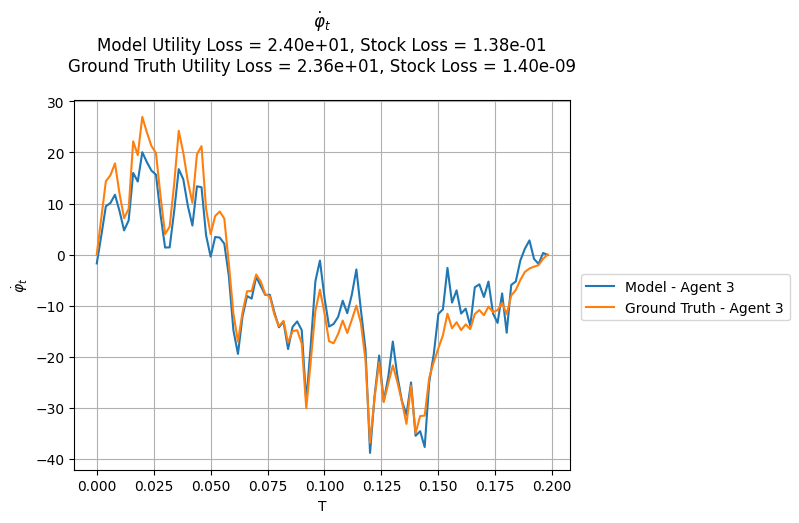 φ̇ₜ
Model Utility Loss = 2.40e+01, Stock Loss = 1.38e-01
Ground Truth Utility Loss = 2.36e+01, Stock Loss = 1.40e-09
30
20
10
0
−10
−20
−30
−40
φ̇ₜ
0.000
0.025
0.050
0.075
0.100
0.125
0.150
0.175
0.200
T
Model - Agent 3
Ground Truth - Agent 3